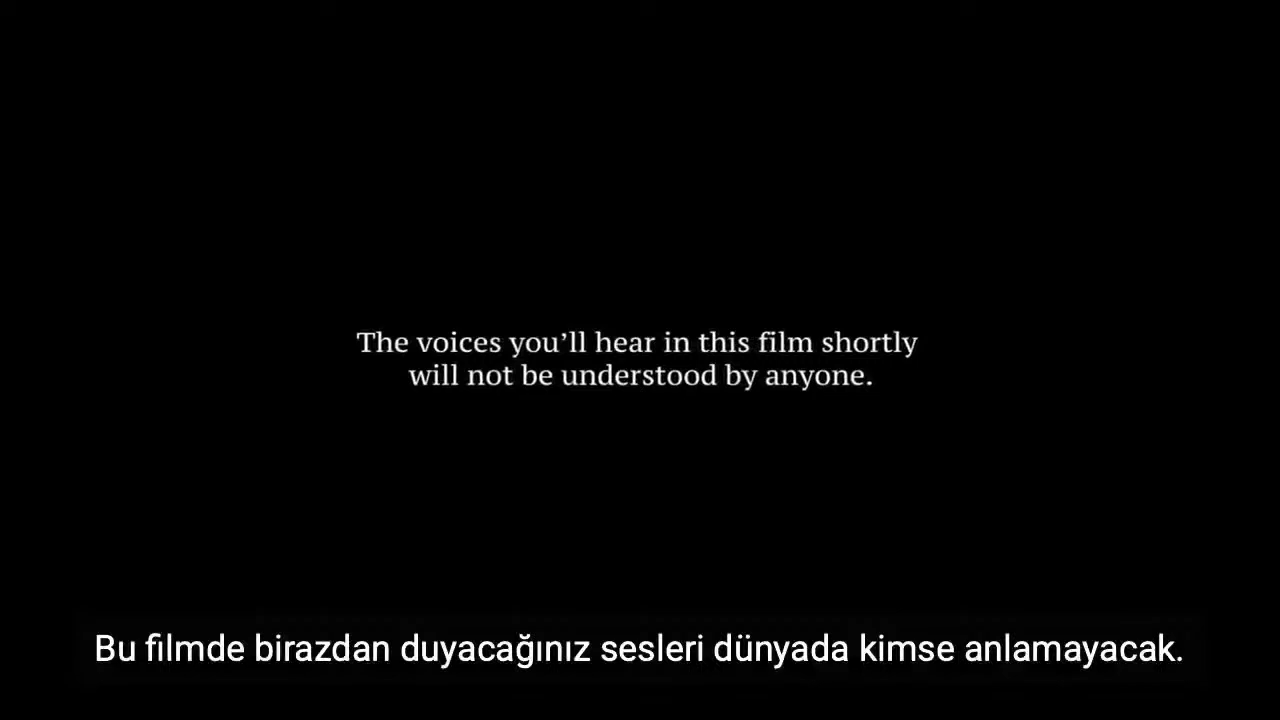 The voices you’ll hear in this film shortly
will not be understood by anyone.
Bu filmde birazdan duyacağınız sesleri dünyada kimse anlamayacak.